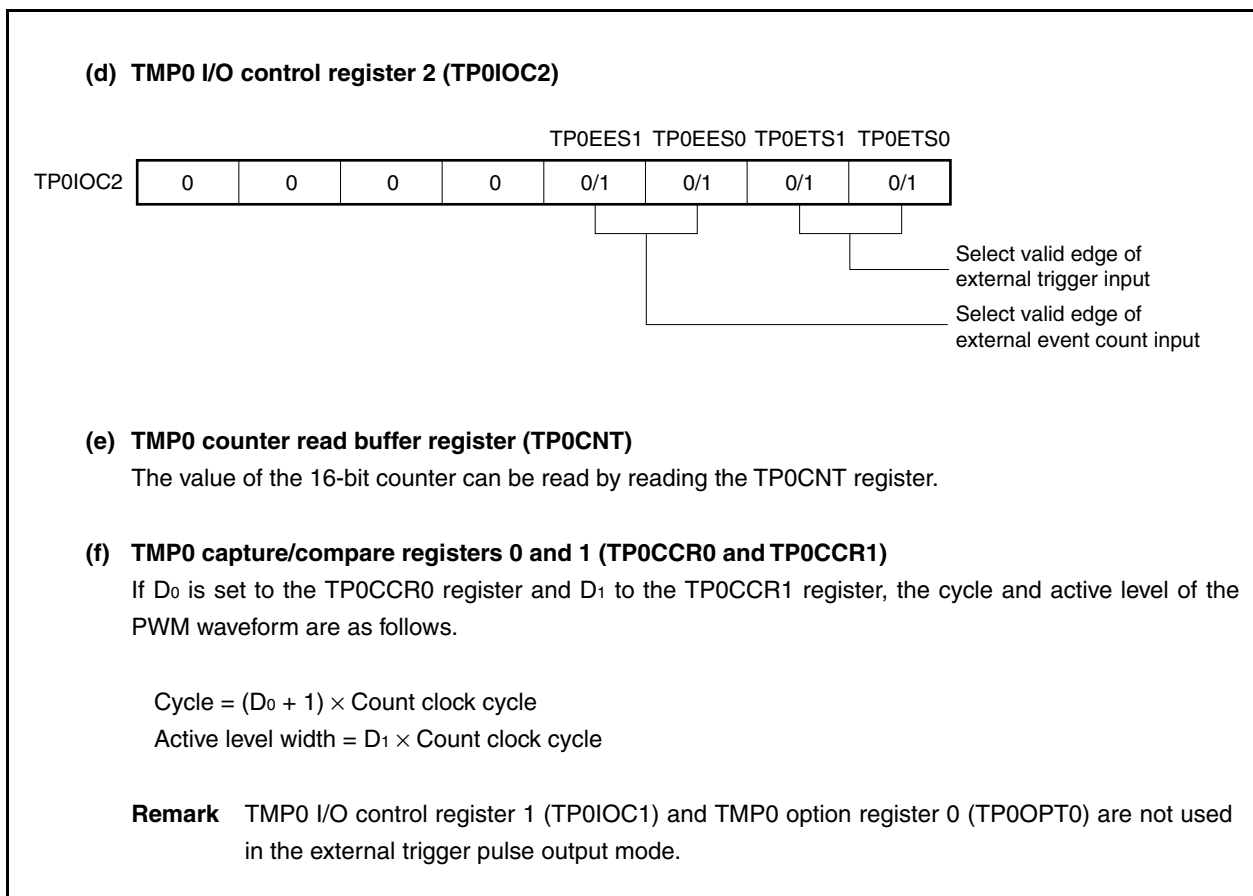 (d) TMP0 I/O control register 2 (TP0IOC2)
TP0EES1 TP0EES0 TP0ETS1 TP0ETS0
TP0IOC2 0 0 0 0 0/1 0/1 0/1 0/1
Select valid edge of
external trigger input
Select valid edge of
external event count input
(e) TMP0 counter read buffer register (TP0CNT)
The value of the 16-bit counter can be read by reading the TP0CNT register.
(f) TMP0 capture/compare registers 0 and 1 (TP0CCR0 and TP0CCR1)
If D0 is set to the TP0CCR0 register and D1 to the TP0CCR1 register, the cycle and active level of the
PWM waveform are as follows.
Cycle = (D0 + 1) × Count clock cycle
Active level width = D1 × Count clock cycle
Remark TMP0 I/O control register 1 (TP0IOC1) and TMP0 option register 0 (TP0OPT0) are not used
in the external trigger pulse output mode.